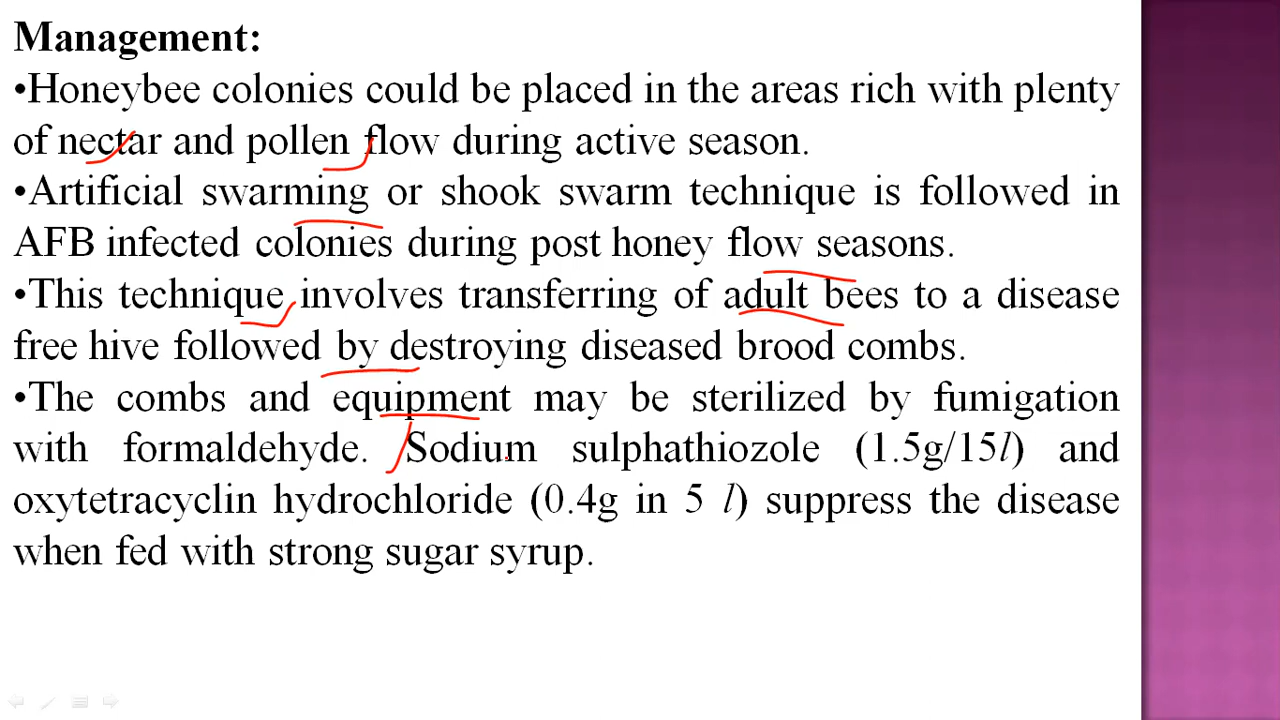 Management:
•Honeybee colonies could be placed in the areas rich with plenty
of nectar and pollen flow during active season.
•Artificial swarming or shook swarm technique is followed in
AFB infected colonies during post honey flow seasons.
•This technique involves transferring of adult bees to a disease
free hive followed by destroying diseased brood combs.
•The combs and equipment may be sterilized by fumigation
with formaldehyde. Sodium sulphathiozole (1.5g/15l) and
oxytetracyclin hydrochloride (0.4g in 5 l) suppress the disease
when fed with strong sugar syrup.